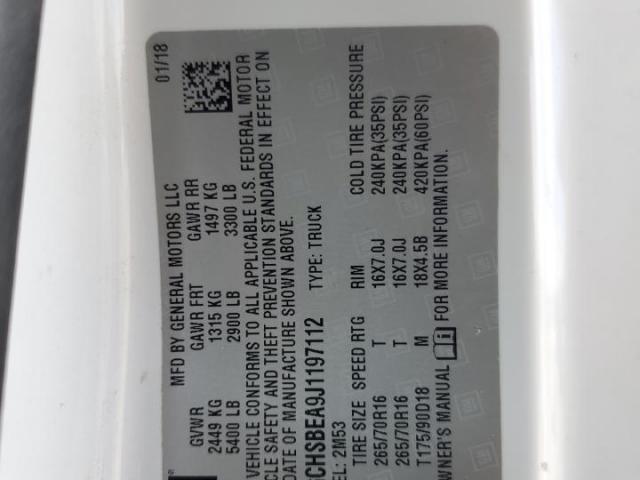 01/18
MFD BY GENERAL MOTORS LLC
GVWR GAWR FRT GAWR RR
2449 KG 1315 KG 1497 KG
5400 LB 2900 LB 3300 LB
VEHICLE CONFORMS TO ALL APPLICABLE U.S. FEDERAL MOTOR
CLE SAFETY AND THEFT PREVENTION STANDARDS IN EFFECT ON
DATE OF MANUFACTURE SHOWN ABOVE.
CHSBEA9J1197112 TYPE: TRUCK
EL: 2M53
TIRE SIZE SPEED RTG RIM COLD TIRE PRESSURE
265/70R16 T 16X7.0J 240KPA(35PSI)
265/70R16 T 16X7.0J 240KPA(35PSI)
T175/90D18 M 18X4.5B 420KPA(60PSI)
WNER'S MANUAL FOR MORE INFORMATION.